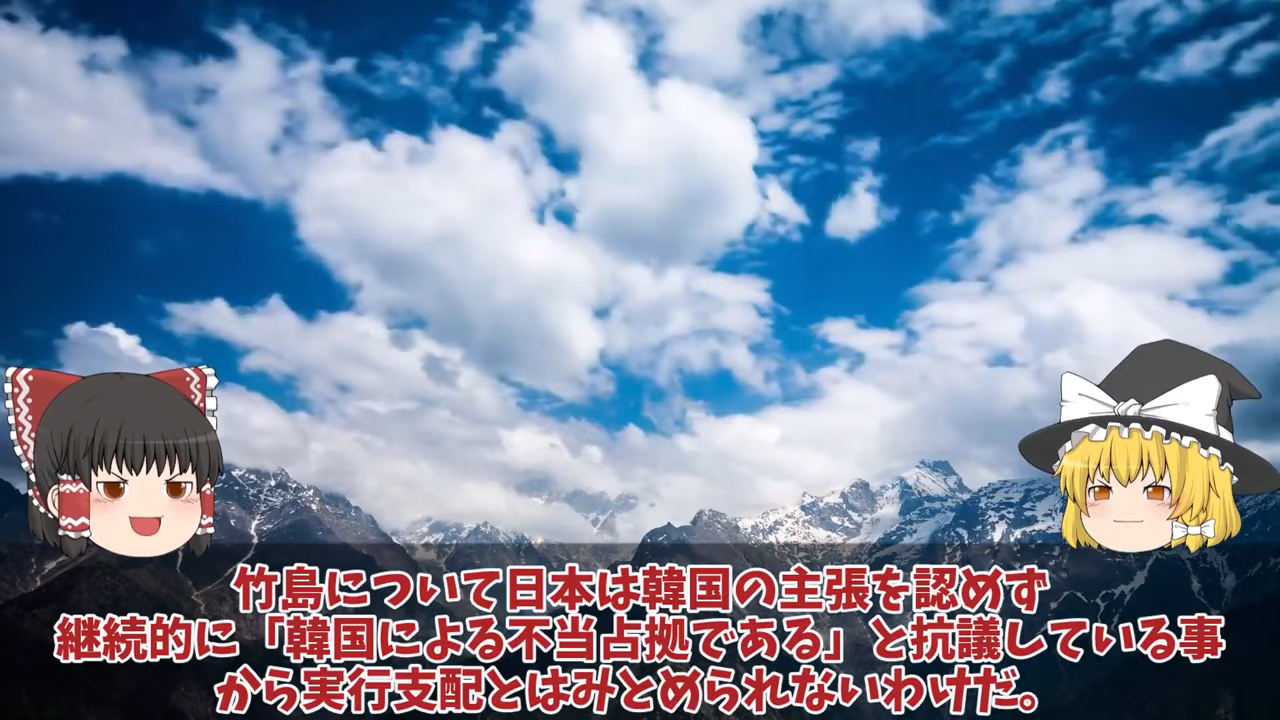 竹島について日本は韓国の主張を認めず
継続的に「韓国による不当占拠である」と抗議している事
から実行支配とはみとめられないわけだ。